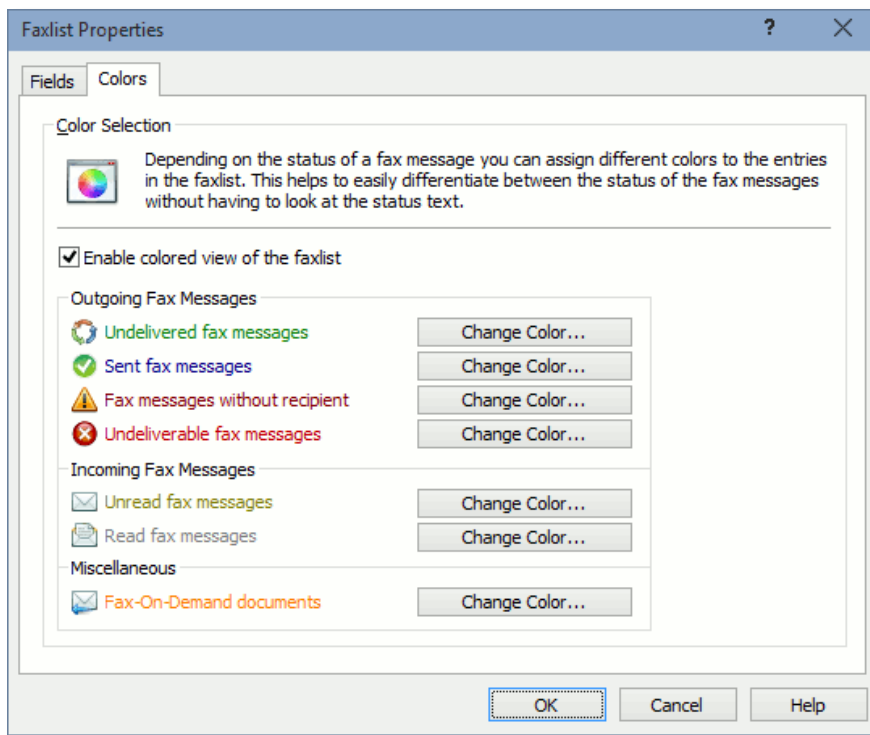 Faxlist Properties ?
Fields Colors
Color Selection
Depending on the status of a fax message you can assign different colors to the entries
in the faxlist. This helps to easily differentiate between the status of the fax messages
without having to look at the status text.
Enable colored view of the faxlist
Outgoing Fax Messages
Undelivered fax messages Change Color...
Sent fax messages Change Color...
Fax messages without recipient Change Color...
Undeliverable fax messages Change Color...
Incoming Fax Messages
Unread fax messages Change Color...
Read fax messages Change Color...
Miscellaneous
Fax-On-Demand documents Change Color...
OK Cancel Help